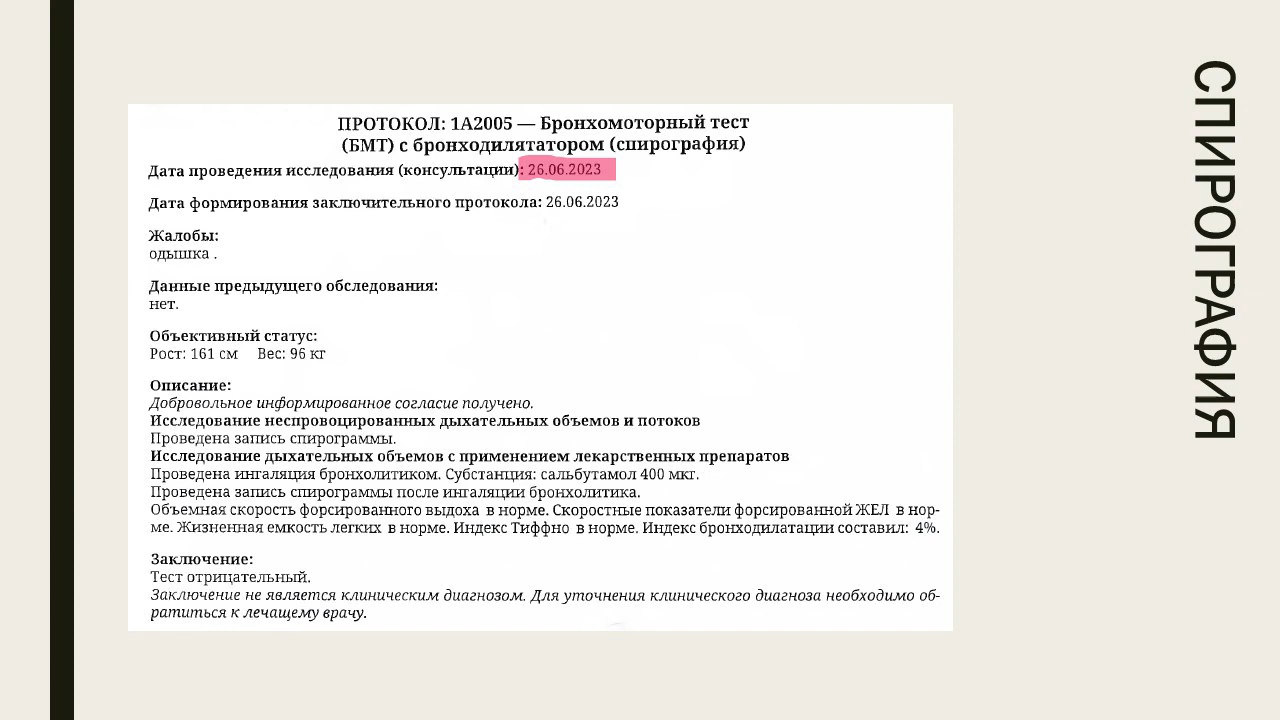 СПИРОГРАФИЯ
ПРОТОКОЛ: 1А2005 — Бронхомоторный тест
(БМТ) с бронходилятатором (спирография)
Дата проведения исследования (консультации): 26.06.2023
Дата формирования заключительного протокола: 26.06.2023
Жалобы:
одышка .
Данные предыдущего обследования:
нет.
Объективный статус:
Рост: 161 см Вес: 96 кг
Описание:
Добровольное информированное согласие получено.
Исследование неспровоцированных дыхательных объемов и потоков
Проведена запись спирограммы.
Исследование дыхательных объемов с применением лекарственных препаратов
Проведена ингаляция бронхолитиком. Субстанция: сальбутамол 400 мкг.
Проведена запись спирограммы после ингаляции бронхолитика.
Объемная скорость форсированного выдоха в норме. Скоростные показатели форсированной ЖЕЛ в нор-
ме. Жизненная емкость легких в норме. Индекс Тиффно в норме. Индекс бронходилатации составил: 4%.
Заключение:
Тест отрицательный.
Заключение не является клиническим диагнозом. Для уточнения клинического диагноза необходимо об-
ратиться к лечащему врачу.